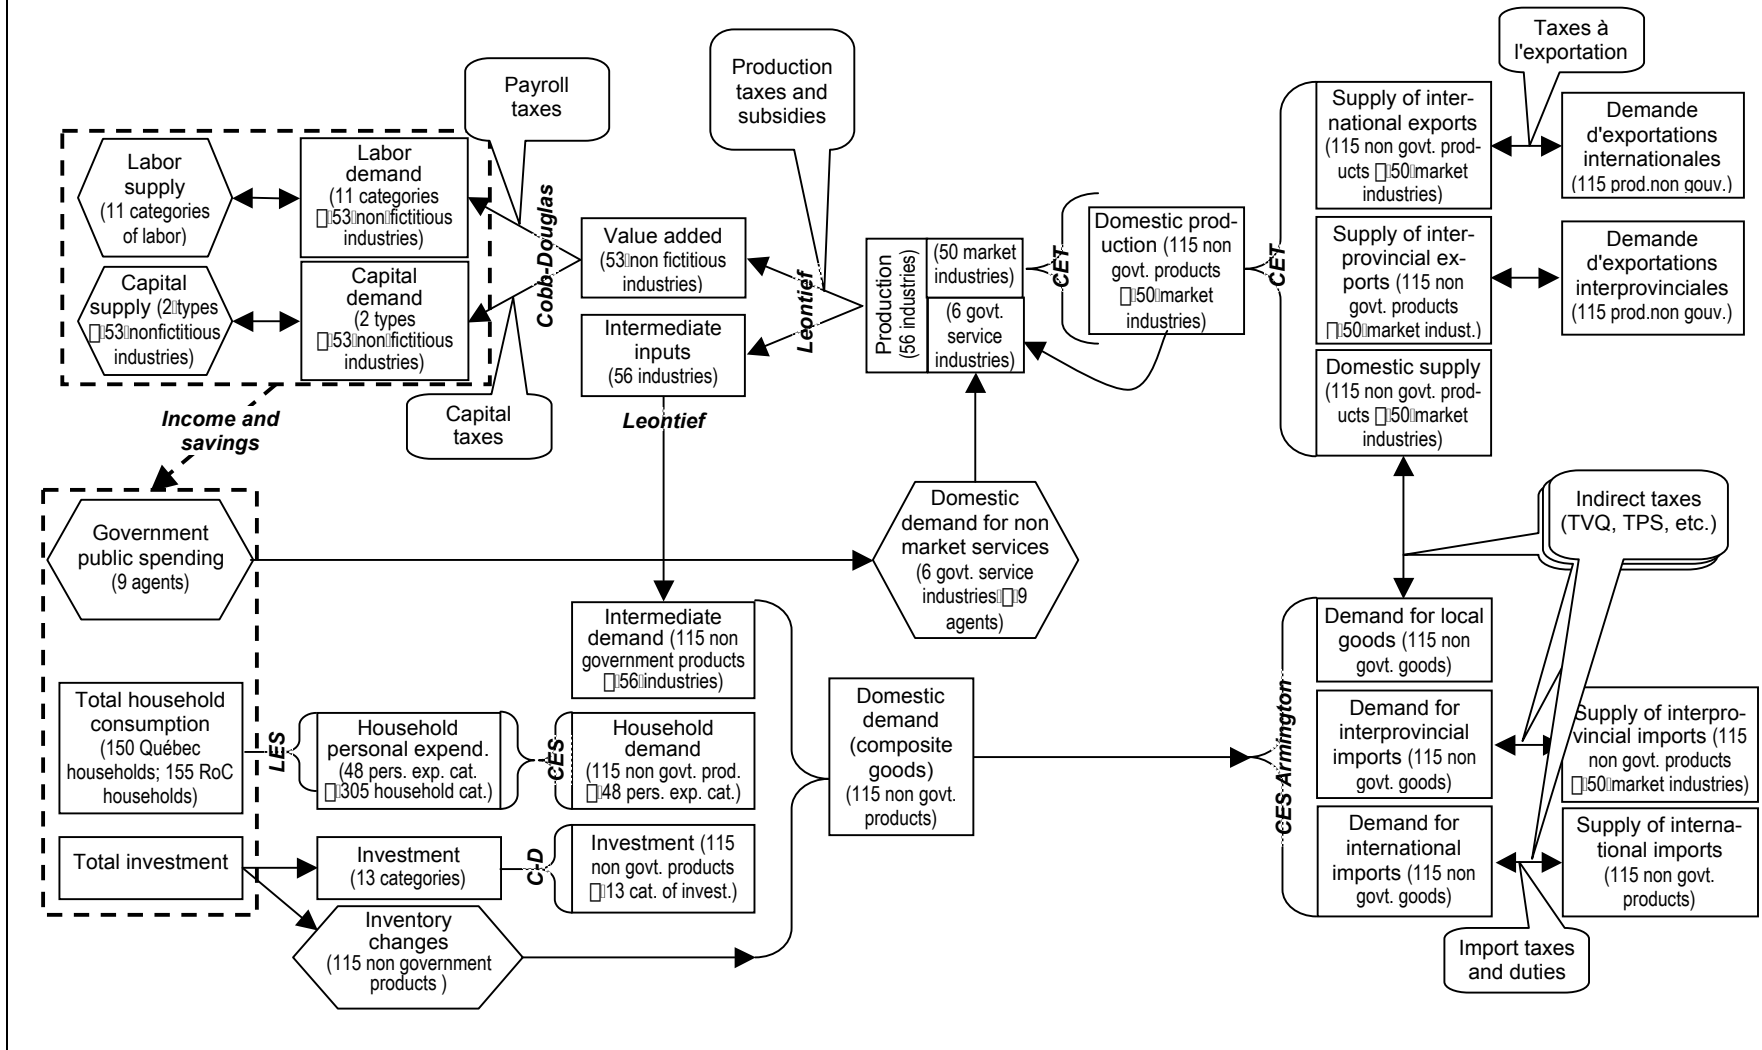 Taxes à
l'exportation
Payroll
taxes
Production
taxes and
subsidies
Labor
supply
(11 categories
of labor)
Labor
demand
(11 categories
53 non fictitious
industries)
Capital
supply (2 types
53 nonfictitious
industries)
Capital
demand
(2 types
53 nonfictitious
industries)
Cobb-Douglas
Value added
(53 non fictitious
industries)
Intermediate
inputs
(56 industries)
Leontief
Leontief
Production
(56 industries)
(50 market
industries)
(6 govt.
service
industries)
CET
Domestic prod-
uction (115 non
govt. products
50 market
industries)
CET
Supply of inter-
national exports
(115 non govt. prod-
ucts 50 market
industries)
Supply of inter-
provincial ex-
ports (115 non
govt. products
50 market indust.)
Domestic supply
(115 non govt. prod-
ucts 50 market
industries)
Demande
d'exportations
internationales
(115 prod.non gouv.)
Demande
d'exportations
interprovinciales
(115 prod.non gouv.)
Capital
taxes
Income and
savings
Government
public spending
(9 agents)
Domestic
demand for non
market services
(6 govt. service
industries 9
agents)
Indirect taxes
(TVQ, TPS, etc.)
Total household
consumption
(150 Québec
households; 155 RoC
households)
LES
Household
personal expend.
(48 pers. exp. cat.
305 household cat.)
CES
Intermediate
demand (115 non
government products
56 industries)
Household
demand
(115 non govt. prod.
48 pers. exp. cat.)
Total investment
Investment
(13 categories)
C-D
Investment (115
non govt. products
13 cat. of invest.)
Inventory
changes
(115 non government
products )
Domestic
demand
(composite
goods)
(115 non govt.
products)
CES Armington
Demand for local
goods (115 non
govt. goods)
Demand for
interprovincial
imports (115 non
govt. goods)
Demand for
international
imports (115 non
govt. goods)
Supply of interpro-
vincial imports (115
non govt. products
50 market industries)
Supply of interna-
tional imports
(115 non govt.
products)
Import taxes
and duties